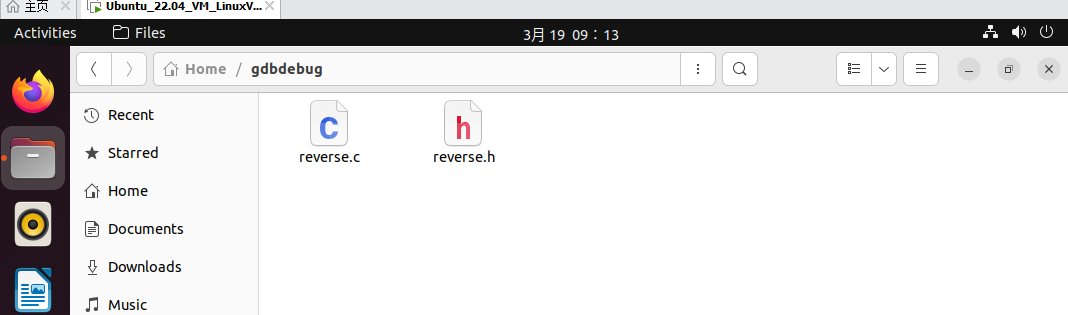 主页
Ubuntu_22.04_VM_LinuxV...
Activities
Files
3月 19 09：13
Home / gdbdebug
Recent
Starred
Home
Documents
Downloads
Music
reverse.c
reverse.h